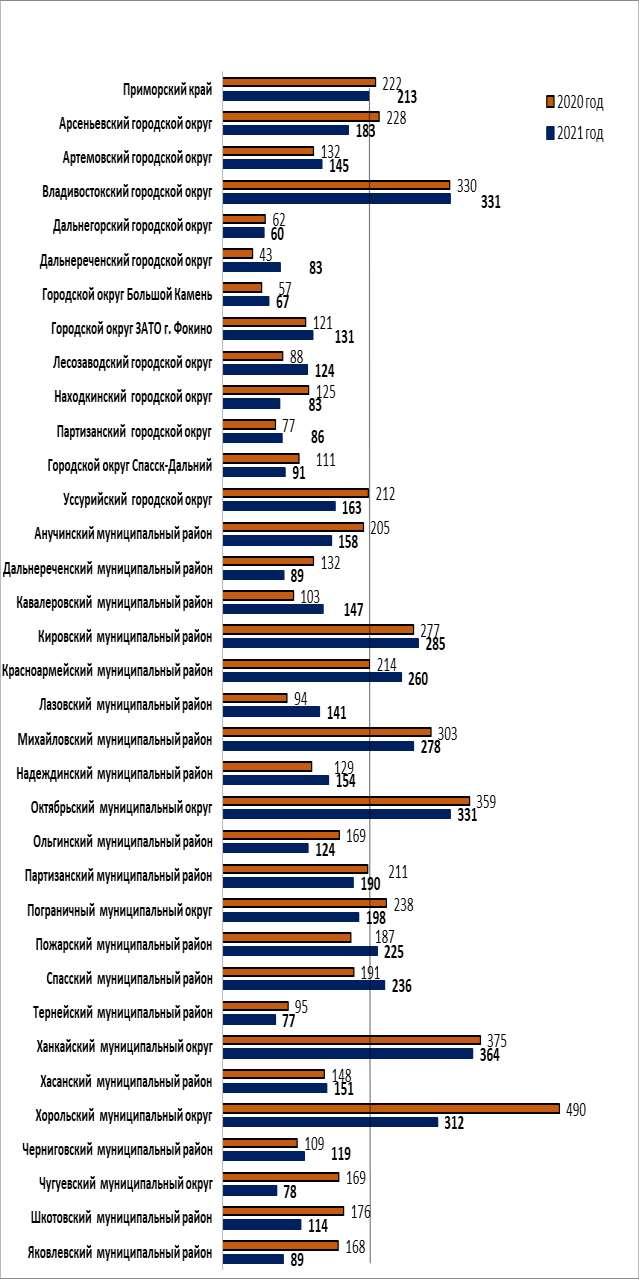 2020 год
2021 год
Приморский край 222
213
Арсеньевский городской округ 228
183
Артемовский городской округ 132
145
Владивостокский городской округ 330
331
Дальнегорский городской округ 62
60
Дальнереченский городской округ 43
83
Городской округ Большой Камень 57
67
Городской округ ЗАТО г. Фокино 121
131
Лесозаводский городской округ 88
124
Находкинский городской округ 125
83
Партизанский городской округ 77
86
Городской округ Спасск-Дальний 111
91
Уссурийский городской округ 212
163
Анучинский муниципальный район 205
158
Дальнереченский муниципальный район 132
89
Кавалеровский муниципальный район 103
147
Кировский муниципальный район 277
285
Красноармейский муниципальный район 214
260
Лазовский муниципальный район 94
141
Михайловский муниципальный район 303
278
Надеждинский муниципальный район 129
154
Октябрьский муниципальный округ 359
331
Ольгинский муниципальный район 169
124
Партизанский муниципальный район 211
190
Пограничный муниципальный округ 238
198
Пожарский муниципальный район 187
225
Спасский муниципальный район 191
236
Тернейский муниципальный район 95
77
Ханкайский муниципальный округ 375
364
Хасанский муниципальный район 148
151
Хорольский муниципальный округ 490
312
Черниговский муниципальный район 109
119
Чугуевский муниципальный округ 169
78
Шкотовский муниципальный район 176
114
Яковлевский муниципальный район 168
89